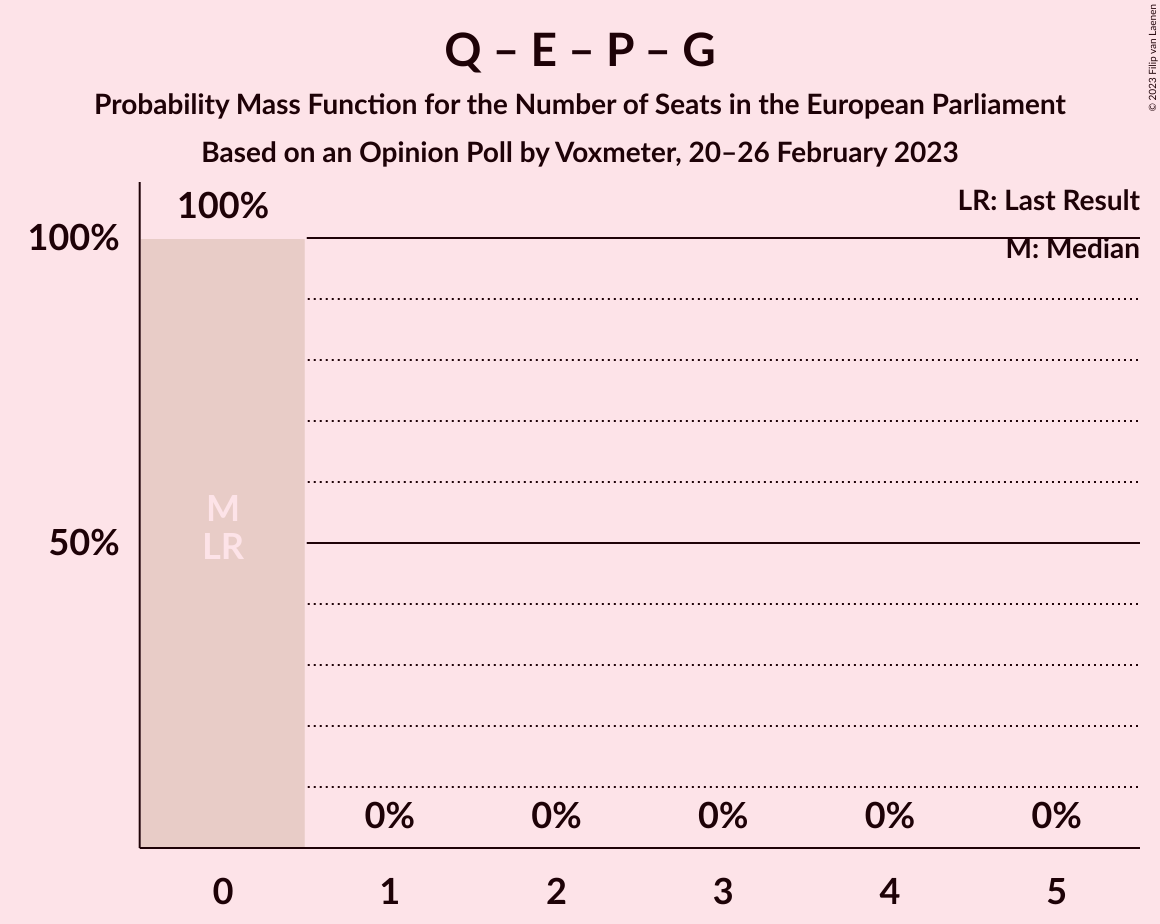 Q – E – P – G
Probability Mass Function for the Number of Seats in the European Parliament
Based on an Opinion Poll by Voxmeter, 20–26 February 2023
© 2023 Filip van Laenen
LR: Last Result
M: Median
100%
100%
50%
M
LR
0% 0% 0% 0% 0%
0 1 2 3 4 5